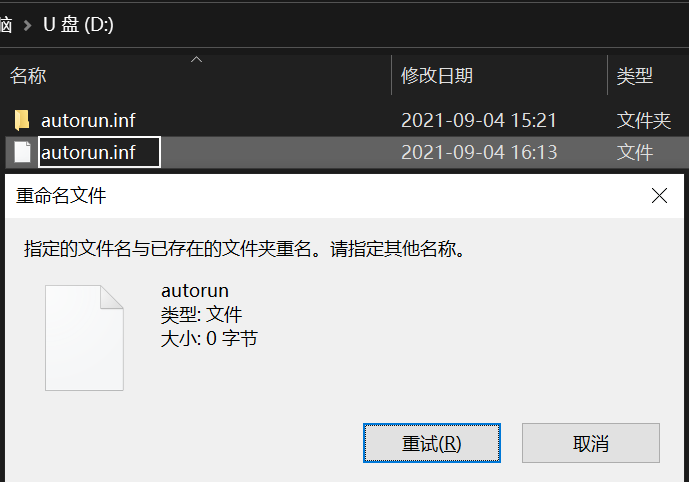 脑 > U 盘 (D:)
名称 修改日期 类型
autorun.inf 2021-09-04 15:21 文件夹
autorun.inf 2021-09-04 16:13 文件
重命名文件
指定的文件名与已存在的文件夹重名。请指定其他名称。
autorun
类型: 文件
大小: 0 字节
重试(R) 取消